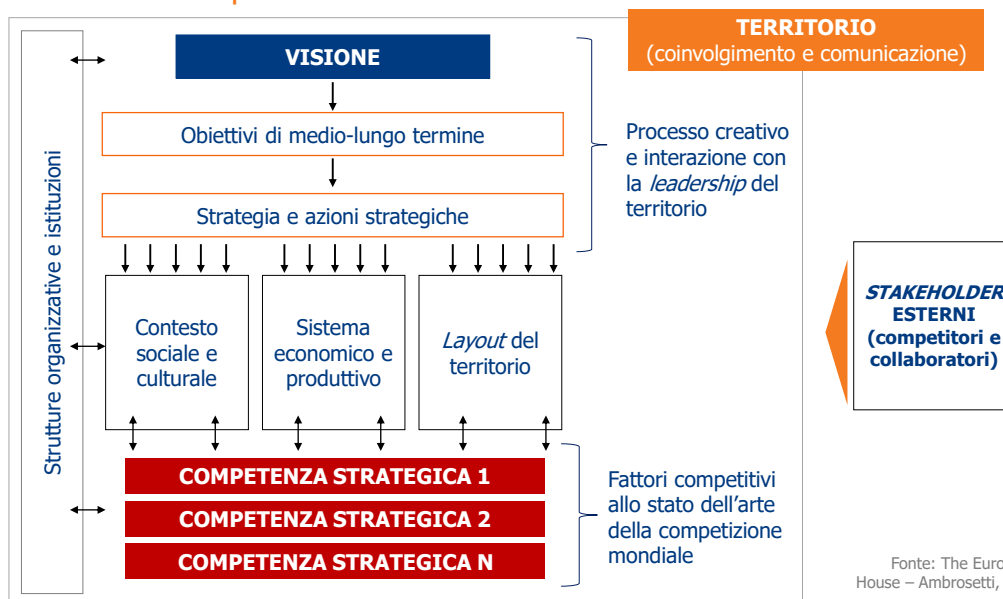 TERRITORIO
(coinvolgimento e comunicazione)
Strutture organizzative e istituzioni
VISIONE
Obiettivi di medio-lungo termine
Strategia e azioni strategiche
Processo creativo
e interazione con
la leadership del
territorio
Contesto
sociale e
culturale
Sistema
economico e
produttivo
Layout del
territorio
STAKEHOLDER
ESTERNI
(competitori e
collaboratori)
COMPETENZA STRATEGICA 1
COMPETENZA STRATEGICA 2
COMPETENZA STRATEGICA N
Fattori competitivi
allo stato dell’arte
della competizione
mondiale
Fonte: The Euro
House – Ambrosetti,